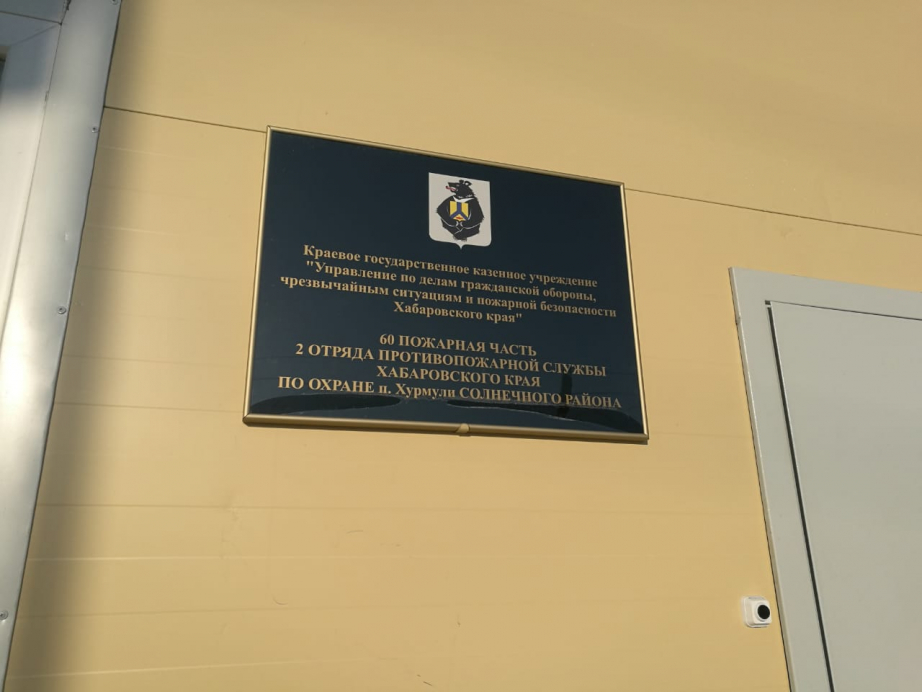 Краевое государственное казенное учреждение
"Управление по делам гражданской обороны,
чрезвычайным ситуациям и пожарной безопасности
Хабаровского края"
60 ПОЖАРНАЯ ЧАСТЬ
2 ОТРЯДА ПРОТИВОПОЖАРНОЙ СЛУЖБЫ
ХАБАРОВСКОГО КРАЯ
ПО ОХРАНЕ п. Хурмули СОЛНЕЧНОГО РАЙОНА